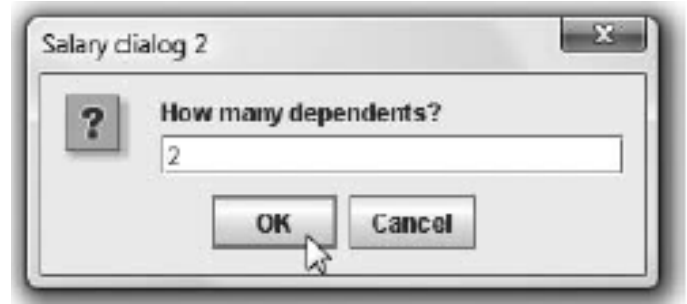 Salary dialog 2
X
?
How many dependents?
2
OK Cancel